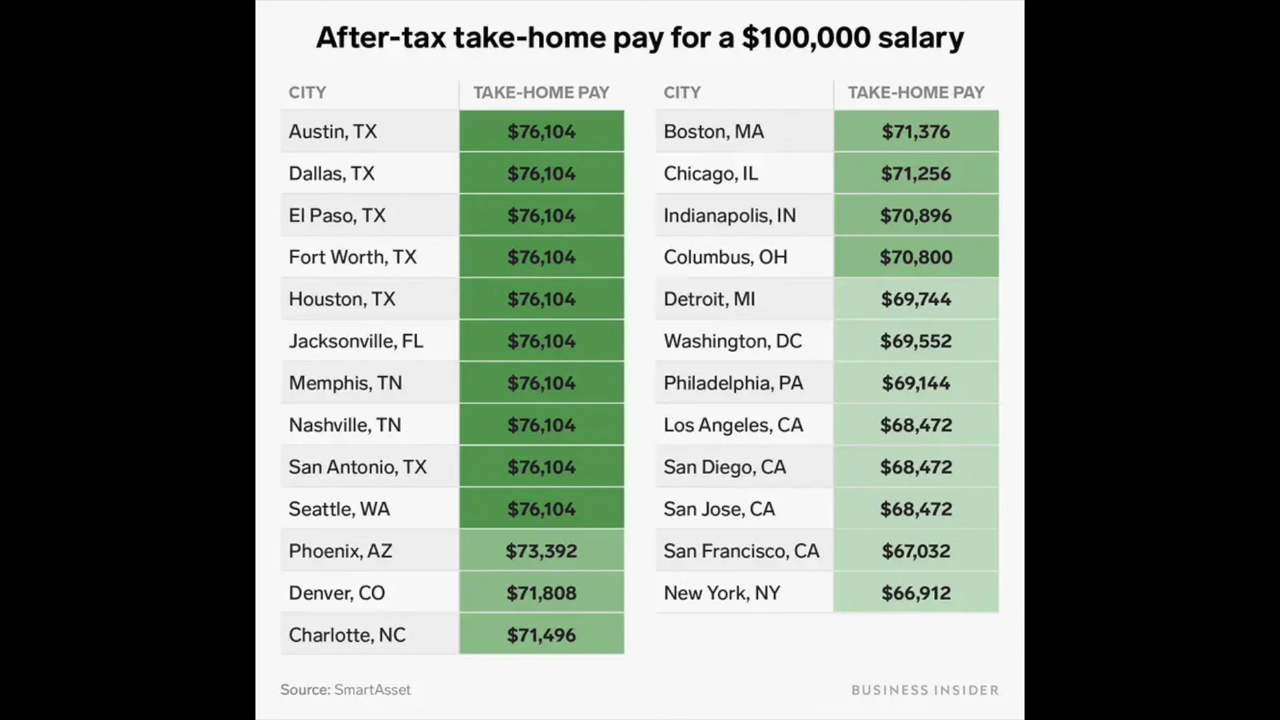 After-tax take-home pay for a $100,000 salary
CITY TAKE-HOME PAY
Austin, TX $76,104
Dallas, TX $76,104
El Paso, TX $76,104
Fort Worth, TX $76,104
Houston, TX $76,104
Jacksonville, FL $76,104
Memphis, TN $76,104
Nashville, TN $76,104
San Antonio, TX $76,104
Seattle, WA $76,104
Phoenix, AZ $73,392
Denver, CO $71,808
Charlotte, NC $71,496
CITY TAKE-HOME PAY
Boston, MA $71,376
Chicago, IL $71,256
Indianapolis, IN $70,896
Columbus, OH $70,800
Detroit, MI $69,744
Washington, DC $69,552
Philadelphia, PA $69,144
Los Angeles, CA $68,472
San Diego, CA $68,472
San Jose, CA $68,472
San Francisco, CA $67,032
New York, NY $66,912
Source: SmartAsset
BUSINESS INSIDER